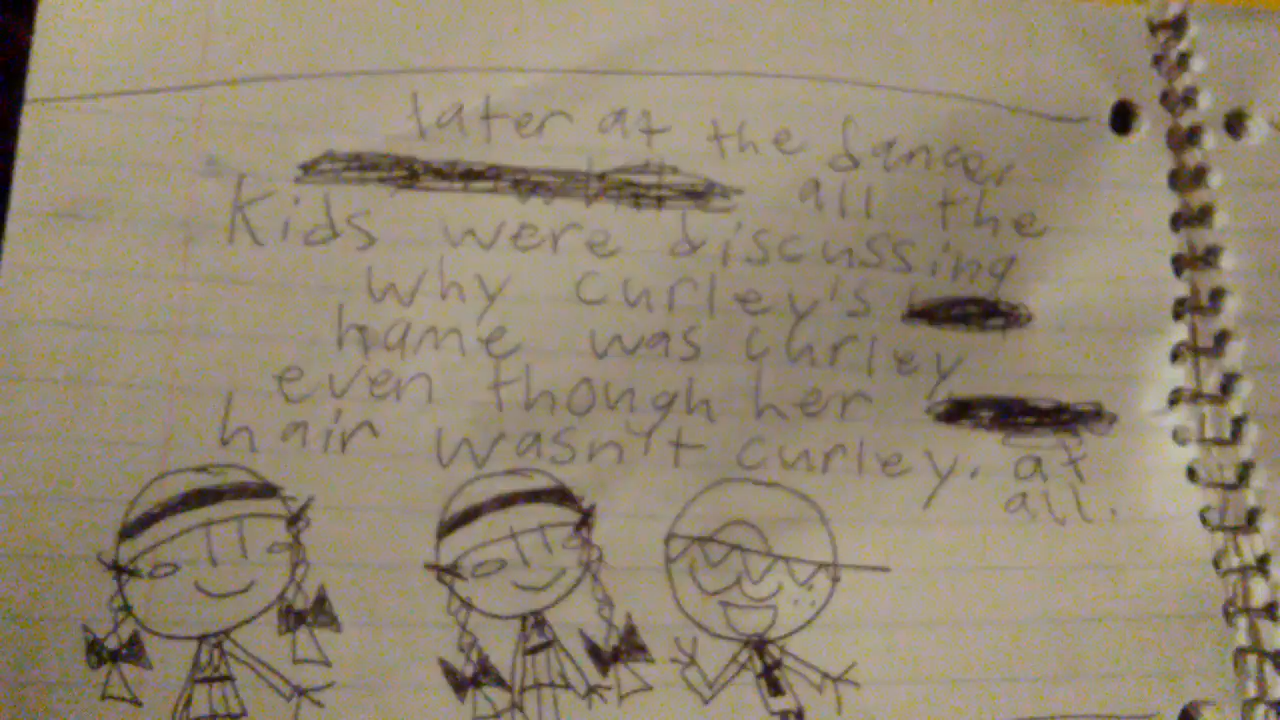 later at the dance,
all the
Kids were discussing
why curley's
name was curley
even though her
hair wasn't curley. at
all.